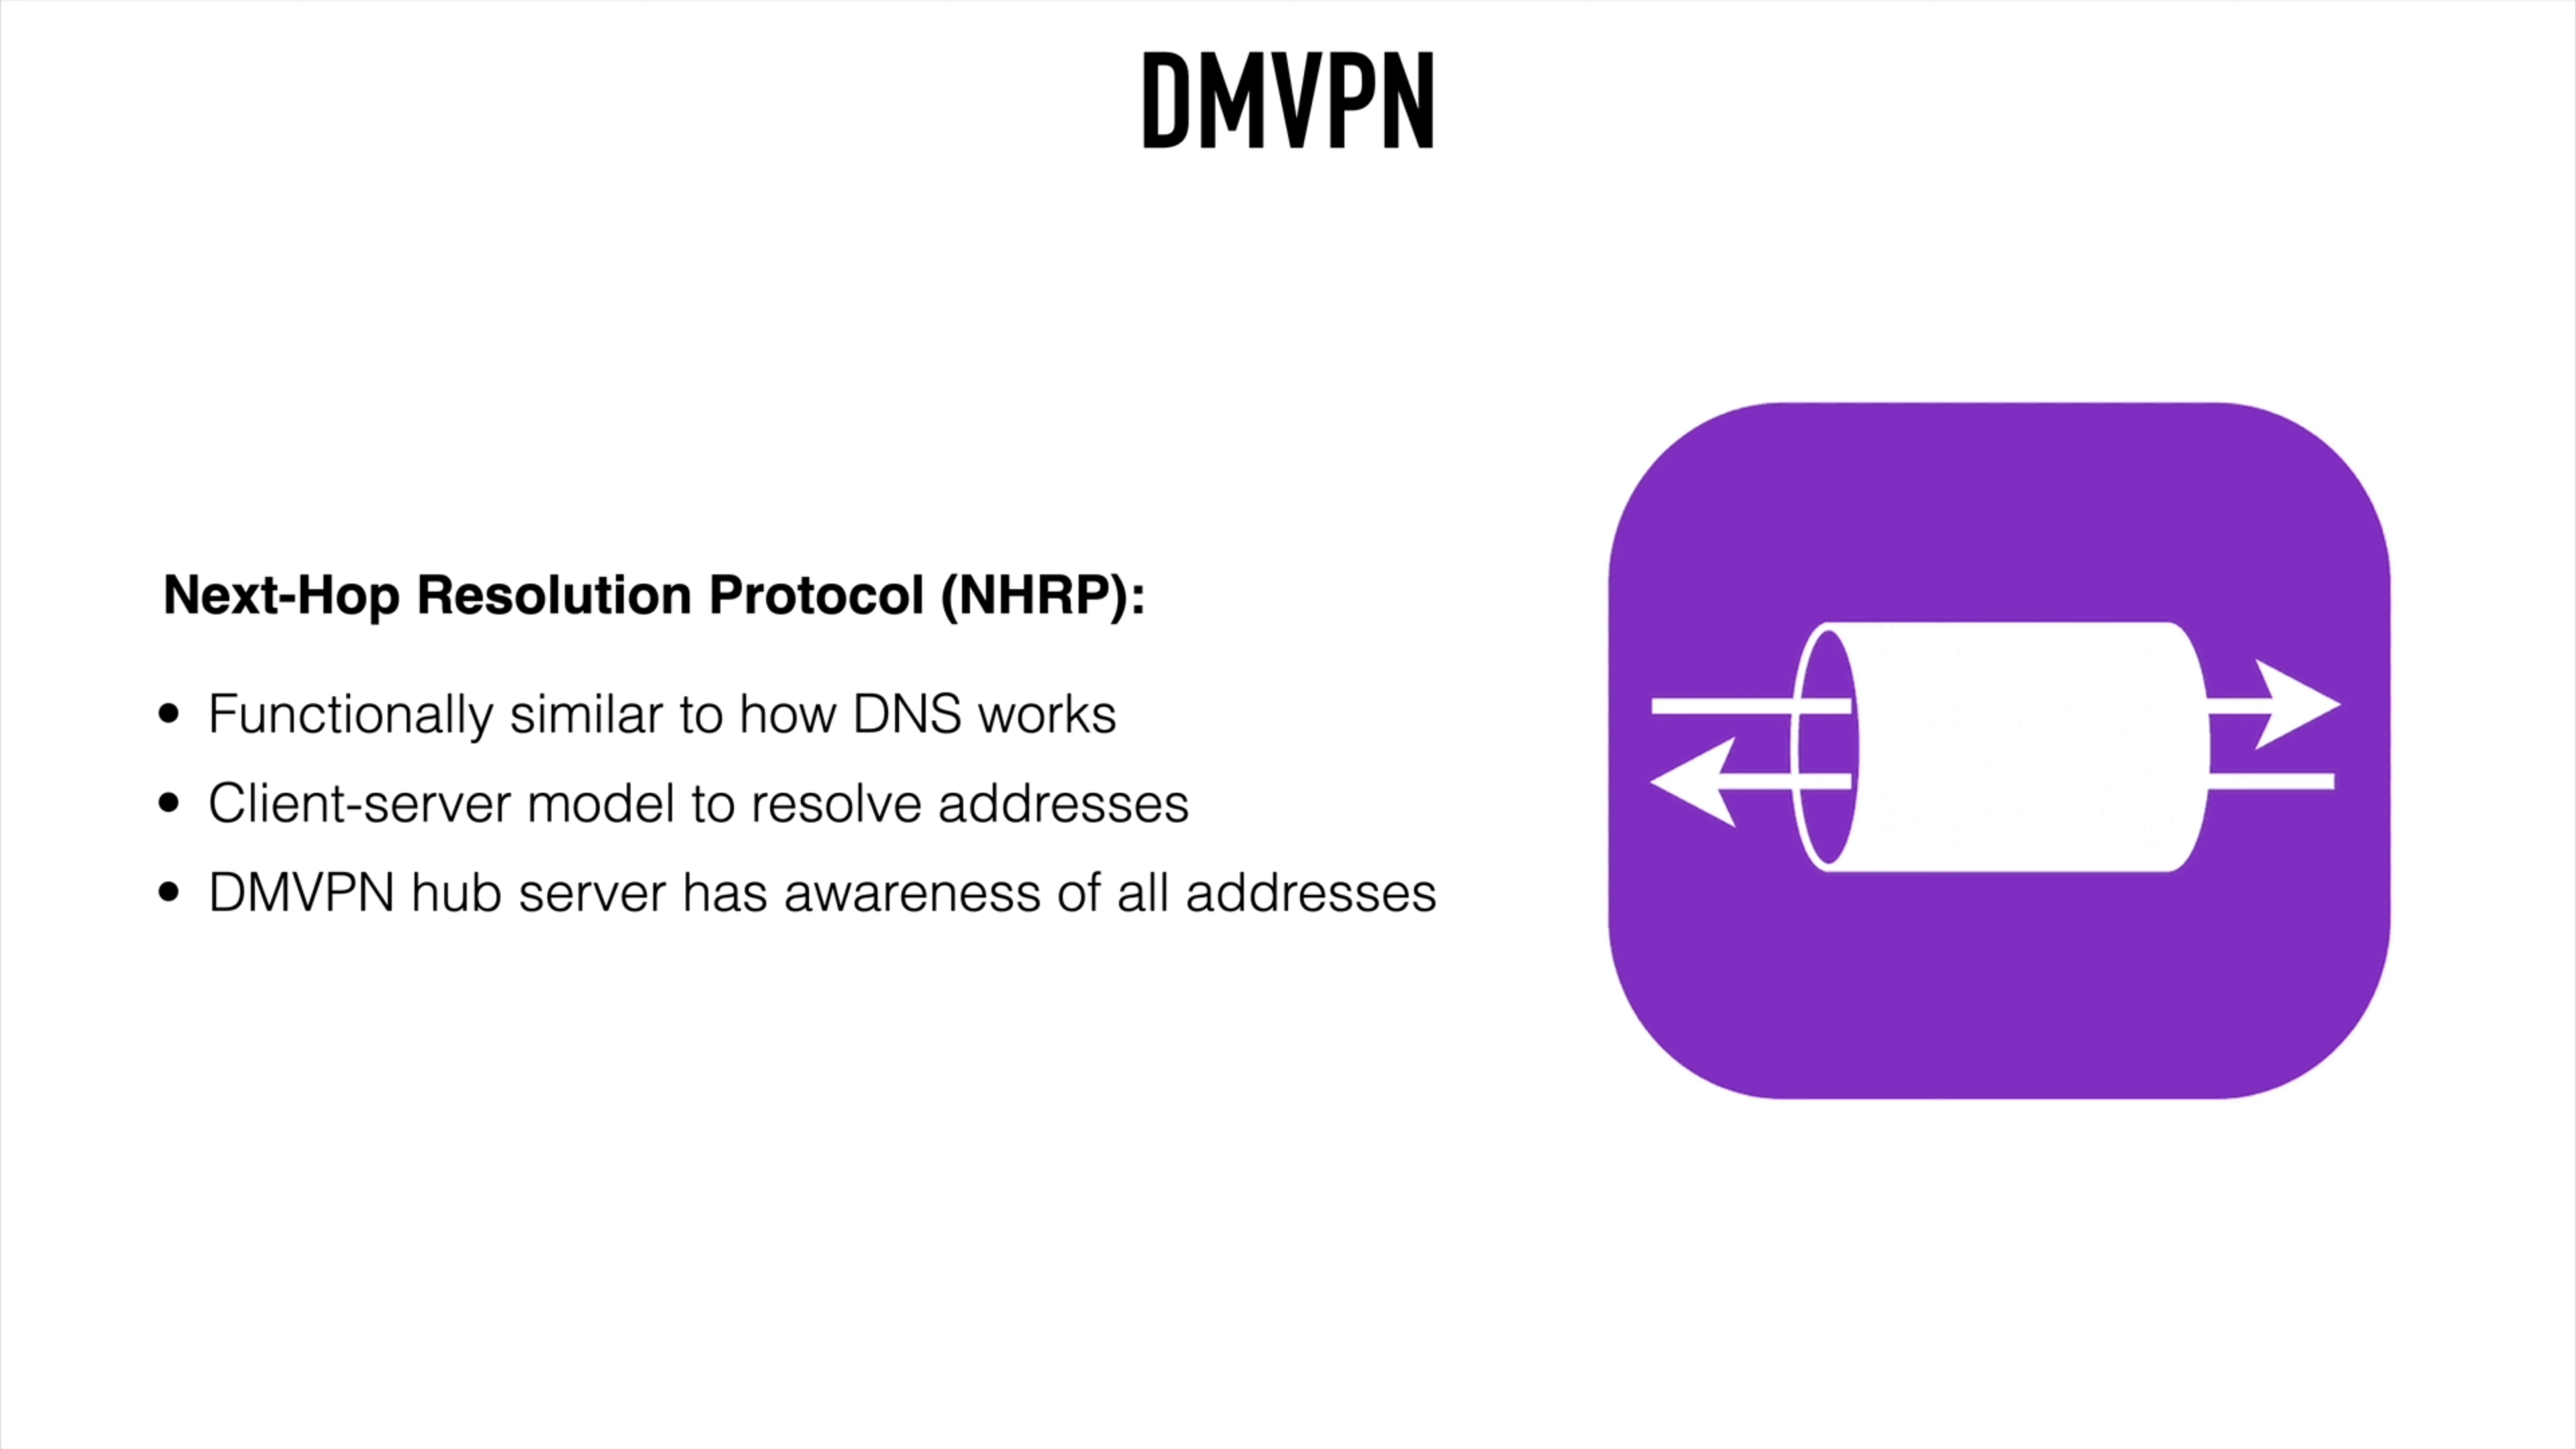 DMVPN
Next-Hop Resolution Protocol (NHRP):
• Functionally similar to how DNS works
• Client-server model to resolve addresses
• DMVPN hub server has awareness of all addresses